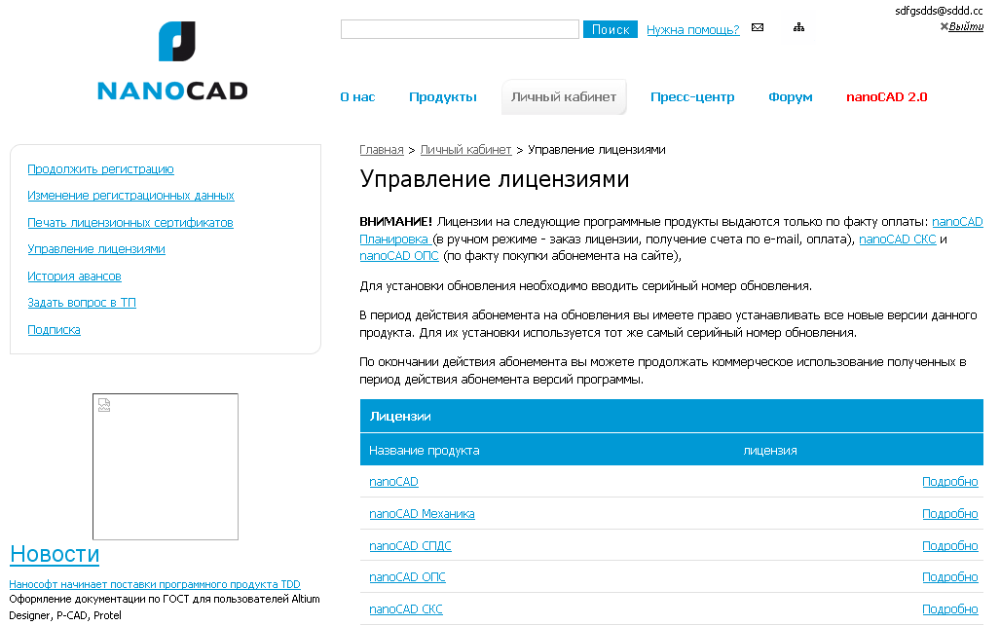 sdfgsdds@sddd.cc
Выйти
Поиск
Нужна помощь?
NANOCAD
О нас
Продукты
Личный кабинет
Пресс-центр
Форум
nanoCAD 2.0
Продолжить регистрацию
Изменение регистрационных данных
Печать лицензионных сертификатов
Управление лицензиями
История авансов
Задать вопрос в ТП
Подписка
Главная > Личный кабинет > Управление лицензиями
Управление лицензиями
ВНИМАНИЕ! Лицензии на следующие программные продукты выдаются только по факту оплаты: nanoCAD
Планировка (в ручном режиме - заказ лицензии, получение счета по e-mail, оплата), nanoCAD СКС и
nanoCAD ОПС (по факту покупки абонемента на сайте),
Для установки обновления необходимо вводить серийный номер обновления.
В период действия абонемента на обновления вы имеете право устанавливать все новые версии данного
продукта. Для их установки используется тот же самый серийный номер обновления.
По окончании действия абонемента вы можете продолжать коммерческое использование полученных в
период действия абонемента версий программы.
Лицензии
Название продукта лицензия
nanoCAD Подробно
nanoCAD Механика Подробно
nanoCAD СПДС Подробно
nanoCAD ОПС Подробно
nanoCAD СКС Подробно
Новости
Нанософт начинает поставки программного продукта TDD
Оформление документации по ГОСТ для пользователей Altium
Designer, P-CAD, Protel